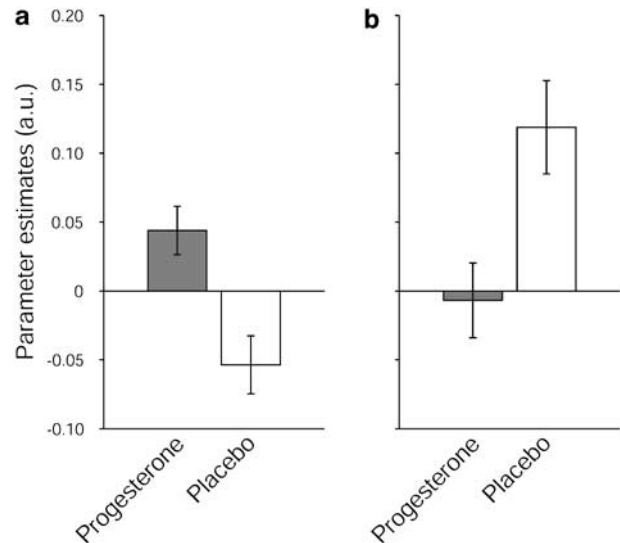 a
b
Parameter estimates (a.u.)
0.20
0.15
0.10
0.05
0
-0.05
-0.10
Progesterone
Placebo
Progesterone
Placebo